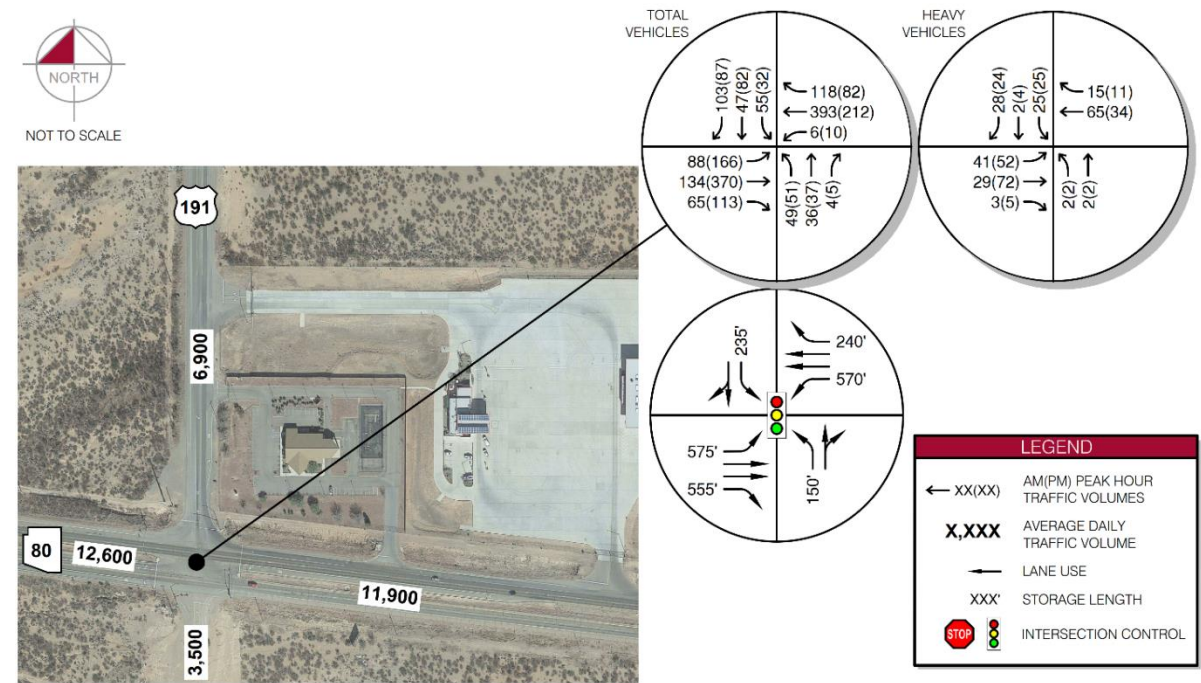 NORTH
NOT TO SCALE
TOTAL
VEHICLES
103(87)
47(82)
55(32)
118(82)
393(212)
6(10)
88(166)
134(370)
65(113)
49(51)
36(37)
4(5)
HEAVY
VEHICLES
28(24)
2(4)
25(25)
15(11)
65(34)
41(52)
29(72)
3(5)
2(2)
2(2)
191
6,900
80
12,600
11,900
3,500
235'
240'
570'
575'
555'
150'
LEGEND
XX(XX)
AM(PM) PEAK HOUR
TRAFFIC VOLUMES
X,XXX
AVERAGE DAILY
TRAFFIC VOLUME
LANE USE
XXX'
STORAGE LENGTH
STOP
INTERSECTION CONTROL